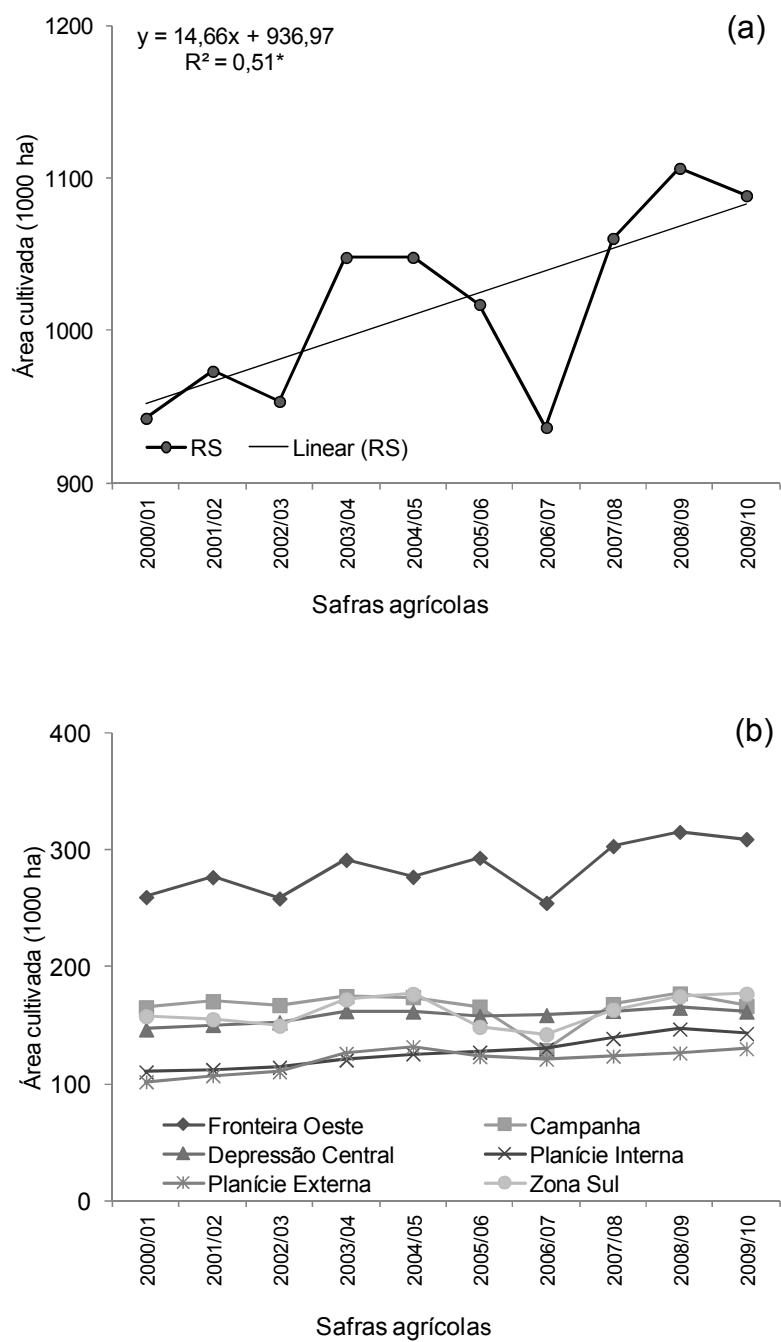 (a)
y = 14,66x + 936,97
R² = 0,51*
Área cultivada (1000 ha)
1200
1100
1000
900
RS
Linear (RS)
2000/01
2001/02
2002/03
2003/04
2004/05
2005/06
2006/07
2007/08
2008/09
2009/10
Safras agrícolas
(b)
Área cultivada (1000 ha)
400
300
200
100
0
Fronteira Oeste
Campanha
Depressão Central
Planície Interna
Planície Externa
Zona Sul
2000/01
2001/02
2002/03
2003/04
2004/05
2005/06
2006/07
2007/08
2008/09
2009/10
Safras agrícolas